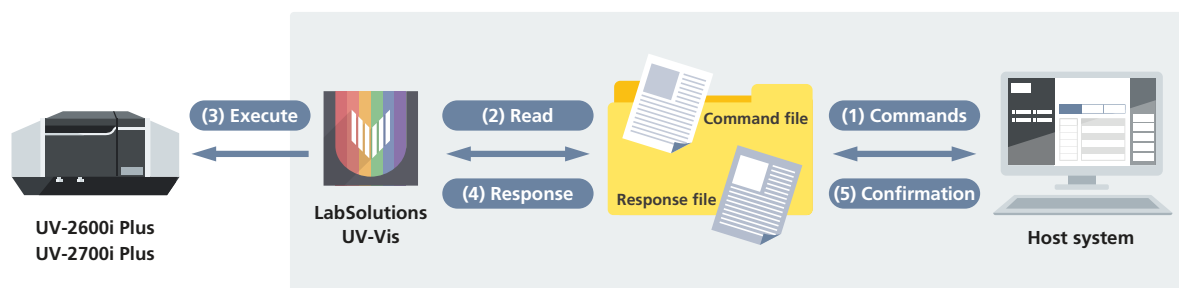 (3) Execute
(2) Read
Command file
(1) Commands
(4) Response
Response file
(5) Confirmation
UV-2600i Plus
UV-2700i Plus
LabSolutions
UV-Vis
Host system